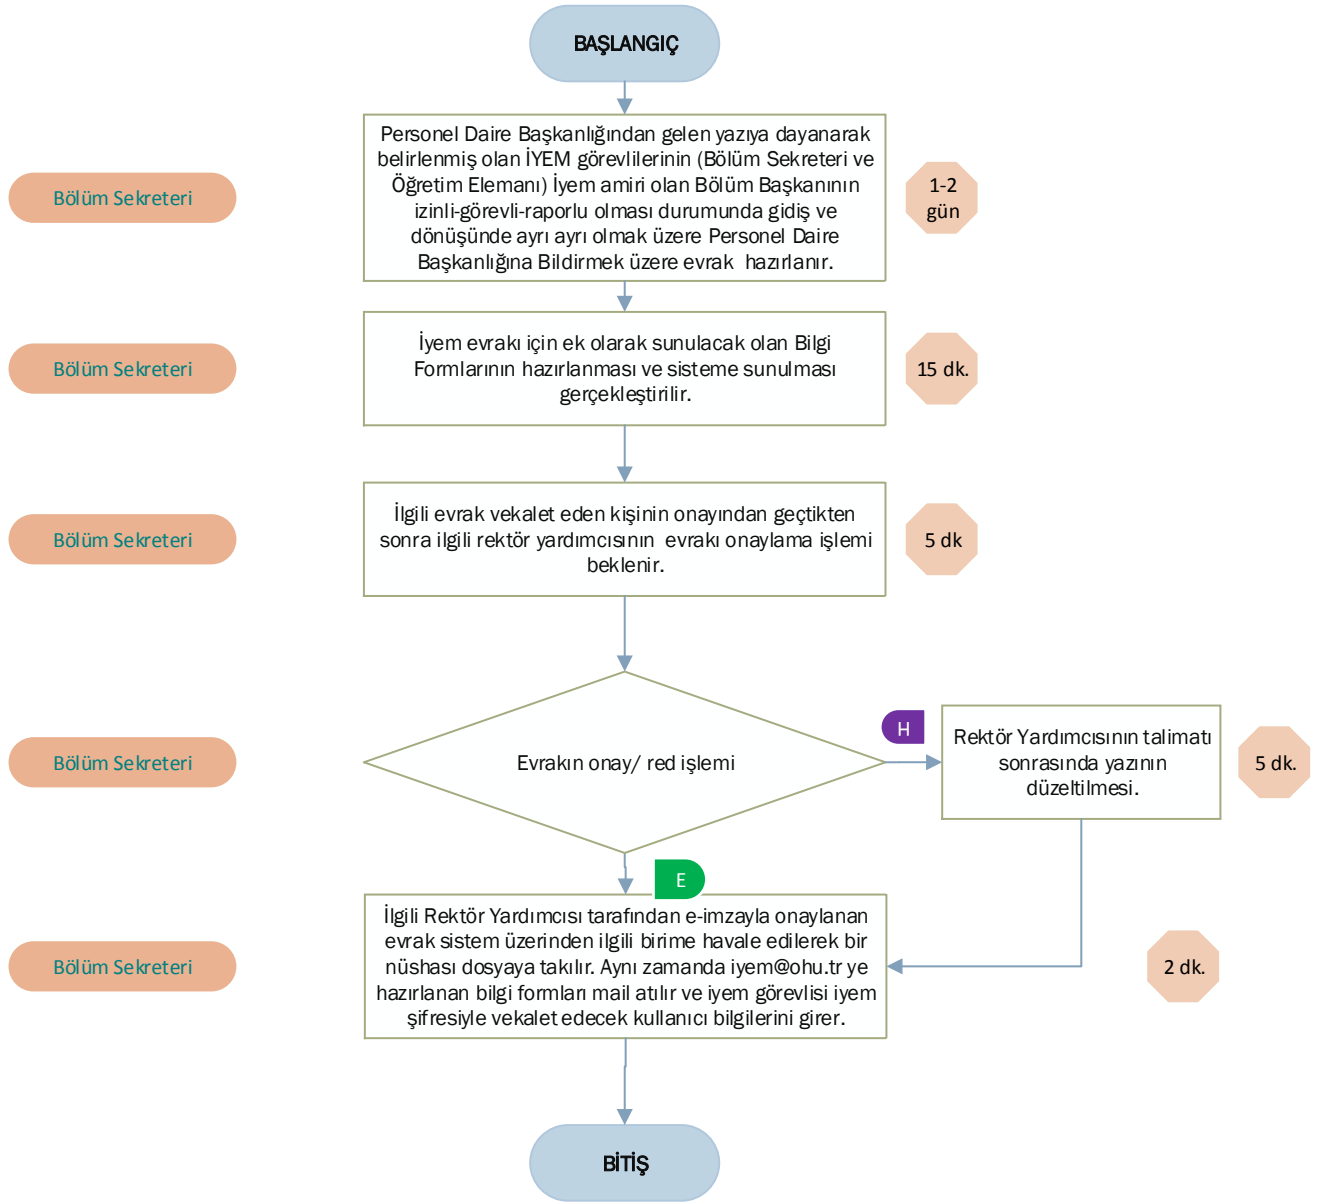 BAŞLANGIÇ
Bölüm Sekreteri
Personel Daire Başkanlığından gelen yazıya dayanarak
belirlenmiş olan İYEM görevlilerinin (Bölüm Sekreteri ve
Öğretim Elemanı) İyem amiri olan Bölüm Başkanının
izinli-görevli-raporlu olması durumunda gidiş ve
dönüşünde ayrı ayrı olmak üzere Personel Daire
Başkanlığına Bildirmek üzere evrak hazırlanır.
1-2
gün
Bölüm Sekreteri
İyem evrakı için ek olarak sunulacak olan Bilgi
Formlarının hazırlanması ve sisteme sunulması
gerçekleştirilir.
15 dk.
Bölüm Sekreteri
İlgili evrak vekalet eden kişinin onayından geçtikten
sonra ilgili rektör yardımcısının evrakı onaylama işlemi
beklenir.
5 dk
Bölüm Sekreteri
Evrakın onay/ red işlemi
H
Rektör Yardımcısının talimatı
sonrasında yazının
düzeltilmesi.
5 dk.
E
Bölüm Sekreteri
İlgili Rektör Yardımcısı tarafından e-imzayla onaylanan
evrak sistem üzerinden ilgili birime havale edilerek bir
nüshası dosyaya takılır. Aynı zamanda iyem@ohu.tr ye
hazırlanan bilgi formları mail atılır ve iyem görevlisi iyem
şifresiyle vekalet edecek kullanıcı bilgilerini girer.
2 dk.
BİTİŞ